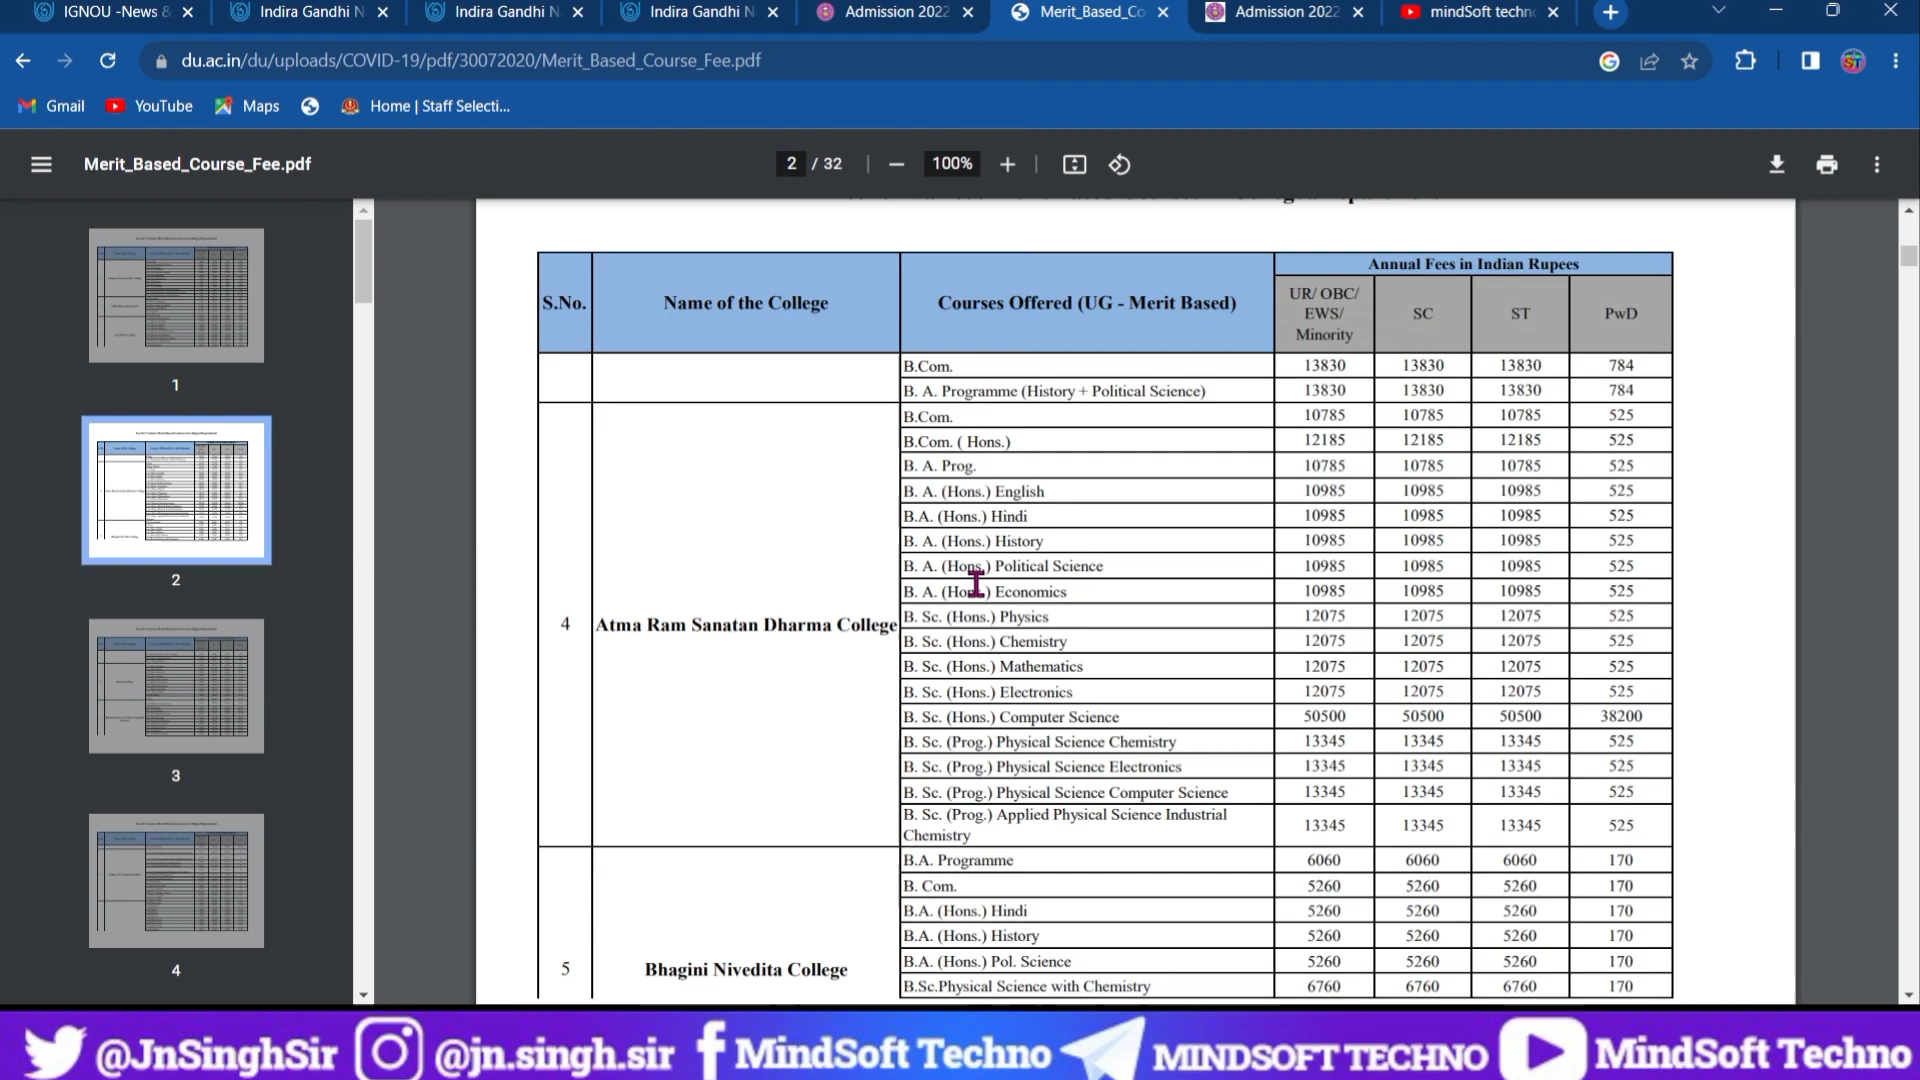 IGNOU -News &
Indira Gandhi N
Indira Gandhi N
Indira Gandhi N
Admission 2022
Merit_Based_Co
Admission 2022
mindSoft techn
du.ac.in/du/uploads/COVID-19/pdf/30072020/Merit_Based_Course_Fee.pdf
ST
Gmail
YouTube
Maps
Home | Staff Selecti...
Merit_Based_Course_Fee.pdf
2 / 32
100%
1
2
3
4
S.No.
Name of the College
Courses Offered (UG - Merit Based)
Annual Fees in Indian Rupees
UR/ OBC/
EWS/
Minority
SC
ST
PwD
B.Com. 13830 13830 13830 784
B. A. Programme (History + Political Science) 13830 13830 13830 784
4
Atma Ram Sanatan Dharma College
B.Com. 10785 10785 10785 525
B.Com. ( Hons.) 12185 12185 12185 525
B. A. Prog. 10785 10785 10785 525
B. A. (Hons.) English 10985 10985 10985 525
B.A. (Hons.) Hindi 10985 10985 10985 525
B. A. (Hons.) History 10985 10985 10985 525
B. A. (Hons.) Political Science 10985 10985 10985 525
B. A. (Hons.) Economics 10985 10985 10985 525
B. Sc. (Hons.) Physics 12075 12075 12075 525
B. Sc. (Hons.) Chemistry 12075 12075 12075 525
B. Sc. (Hons.) Mathematics 12075 12075 12075 525
B. Sc. (Hons.) Electronics 12075 12075 12075 525
B. Sc. (Hons.) Computer Science 50500 50500 50500 38200
B. Sc. (Prog.) Physical Science Chemistry 13345 13345 13345 525
B. Sc. (Prog.) Physical Science Electronics 13345 13345 13345 525
B. Sc. (Prog.) Physical Science Computer Science 13345 13345 13345 525
B. Sc. (Prog.) Applied Physical Science Industrial
Chemistry 13345 13345 13345 525
5
Bhagini Nivedita College
B.A. Programme 6060 6060 6060 170
B. Com. 5260 5260 5260 170
B.A. (Hons.) Hindi 5260 5260 5260 170
B.A. (Hons.) History 5260 5260 5260 170
B.A. (Hons.) Pol. Science 5260 5260 5260 170
B.Sc.Physical Science with Chemistry 6760 6760 6760 170
@JnSinghSir @jn.singh.sir MindSoft Techno MINDSOFT TECHNO MindSoft Techno